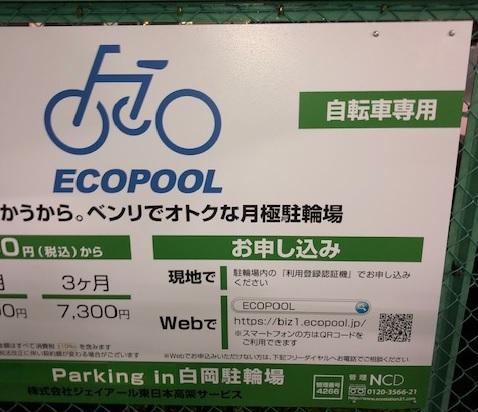 自転車専用
ECOPOOL
かうから。ベンリでオトクな月極駐輪場
0円(税込)から
3ヶ月
7,300円
お申し込み
現地で
駐輪場内の「利用登録認証機」でお申し込み
ください
Webで
ECOPOOL
https://biz1.ecopool.jp/
※スマートフォンの方はQRコードを
ご利用できます
※Webでお申込みいただけない方は、下記フリーダイヤルへお電話でご相談ください。
Parking in 白岡駐輪場
株式会社ジェイアール東日本高架サービス
管理番号
4266
管理 NCD
0120-3566-21